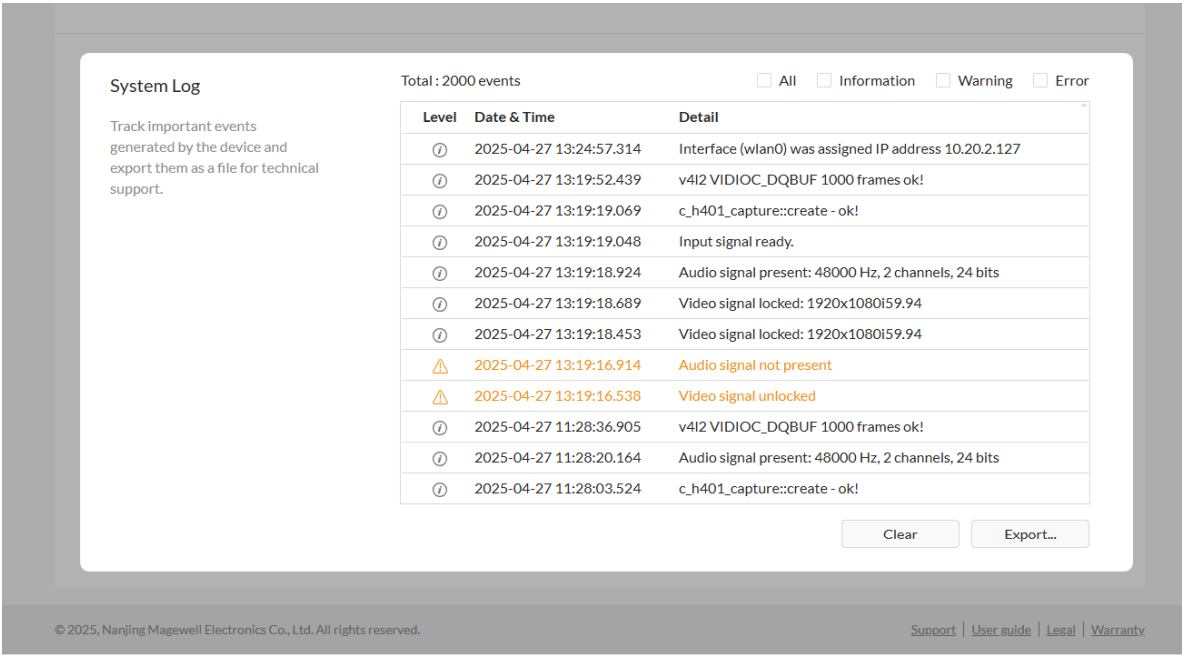 System Log
Track important events
generated by the device and
export them as a file for technical
support.
Total : 2000 events
All Information Warning Error
Level Date & Time Detail
2025-04-27 13:24:57.314 Interface (wlan0) was assigned IP address 10.20.2.127
2025-04-27 13:19:52.439 v4l2 VIDIOC_DQBUF 1000 frames ok!
2025-04-27 13:19:19.069 c_h401_capture::create - ok!
2025-04-27 13:19:19.048 Input signal ready.
2025-04-27 13:19:18.924 Audio signal present: 48000 Hz, 2 channels, 24 bits
2025-04-27 13:19:18.689 Video signal locked: 1920x1080i59.94
2025-04-27 13:19:18.453 Video signal locked: 1920x1080i59.94
2025-04-27 13:19:16.914 Audio signal not present
2025-04-27 13:19:16.538 Video signal unlocked
2025-04-27 11:28:36.905 v4l2 VIDIOC_DQBUF 1000 frames ok!
2025-04-27 11:28:20.164 Audio signal present: 48000 Hz, 2 channels, 24 bits
2025-04-27 11:28:03.524 c_h401_capture::create - ok!
Clear Export...
© 2025, Nanjing Magewell Electronics Co., Ltd. All rights reserved.
Support | User guide | Legal | Warranty